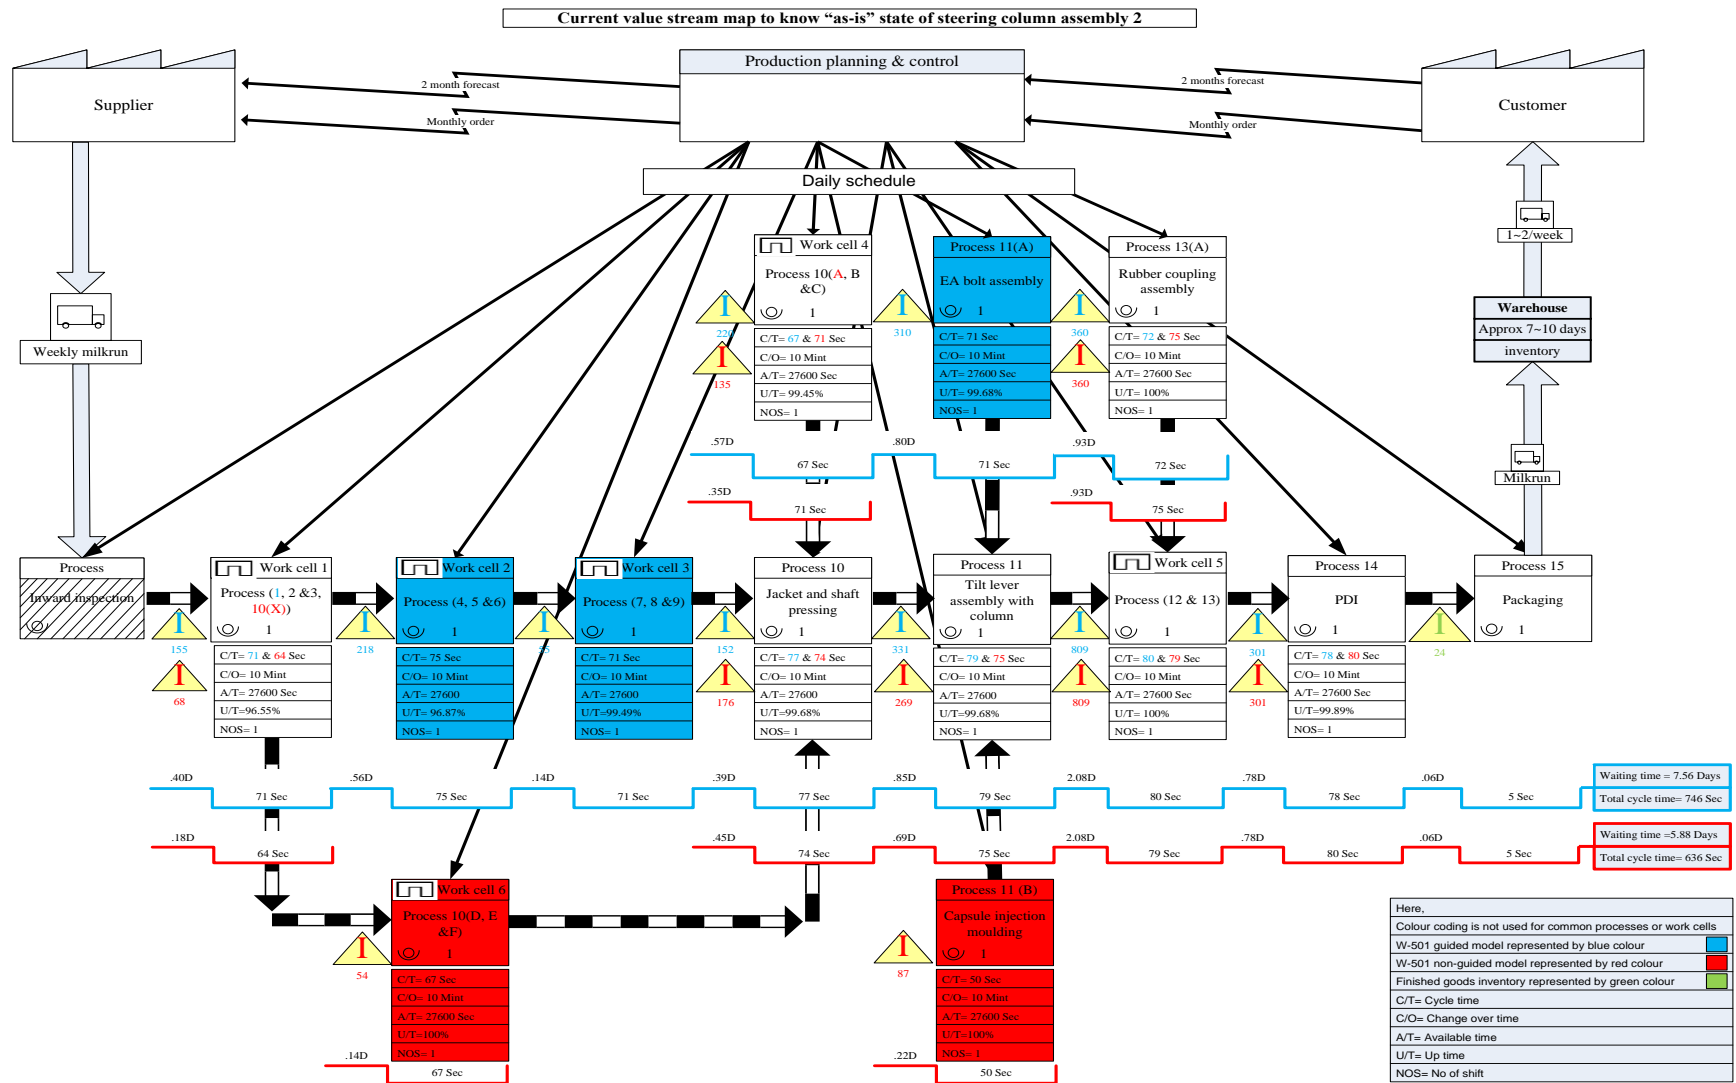 Current value stream map to know “as-is” state of steering column assembly 2
Production planning & control
Supplier
2 month forecast
Monthly order
2 months forecast
Monthly order
Customer
Daily schedule
Weekly milkrun
1~2/week
Warehouse
Approx 7~10 days
inventory
Milkrun
Work cell 4
Process 10(A, B
&C)
1
C/T= 67 & 71 Sec
C/O= 10 Mint
A/T= 27600 Sec
U/T= 99.45%
NOS= 1
I
220
I
135
Process 11(A)
EA bolt assembly
1
C/T= 71 Sec
C/O= 10 Mint
A/T= 27600 Sec
U/T= 99.68%
NOS= 1
I
310
Process 13(A)
Rubber coupling
assembly
1
C/T= 72 & 75 Sec
C/O= 10 Mint
A/T= 27600 Sec
U/T= 100%
NOS= 1
I
360
I
360
.57D
67 Sec
.80D
71 Sec
.93D
72 Sec
.35D
71 Sec
.93D
75 Sec
Process
Inward inspection
I
155
I
68
Work cell 1
Process (1, 2 &3,
10(X))
1
C/T= 71 & 64 Sec
C/O= 10 Mint
A/T= 27600 Sec
U/T=96.55%
NOS= 1
I
218
Work cell 2
Process (4, 5 &6)
1
C/T= 75 Sec
C/O= 10 Mint
A/T= 27600
U/T=96.87%
NOS= 1
I
Work cell 3
Process (7, 8 &9)
1
C/T= 71 Sec
C/O= 10 Mint
A/T= 27600
U/T=99.49%
NOS= 1
I
152
I
176
Process 10
Jacket and shaft
pressing
1
C/T= 77 & 74 Sec
C/O= 10 Mint
A/T= 27600
U/T=99.68%
NOS= 1
I
331
I
269
Process 11
Tilt lever
assembly with
column
1
C/T= 79 & 75 Sec
C/O= 10 Mint
A/T= 27600
U/T=99.68%
NOS= 1
I
809
I
809
Work cell 5
Process (12 & 13)
1
C/T= 80 & 79 Sec
C/O= 10 Mint
A/T= 27600 Sec
U/T= 100%
NOS= 1
I
301
I
301
Process 14
PDI
1
C/T= 78 & 80 Sec
C/O= 10 Mint
A/T= 27600 Sec
U/T=99.89%
NOS= 1
I
24
Process 15
Packaging
1
.40D
71 Sec
.56D
75 Sec
.14D
71 Sec
.39D
77 Sec
.85D
79 Sec
2.08D
80 Sec
.78D
78 Sec
.06D
5 Sec
Waiting time = 7.56 Days
Total cycle time= 746 Sec
.18D
64 Sec
.45D
74 Sec
.69D
75 Sec
2.08D
79 Sec
.78D
80 Sec
.06D
5 Sec
Waiting time =5.88 Days
Total cycle time= 636 Sec
Work cell 6
Process 10(D, E
&F)
1
C/T= 67 Sec
C/O= 10 Mint
A/T= 27600 Sec
U/T=100%
NOS= 1
I
54
.14D
67 Sec
Process 11 (B)
Capsule injection
moulding
1
C/T= 50 Sec
C/O= 10 Mint
A/T= 27600 Sec
U/T=100%
NOS= 1
I
87
.22D
50 Sec
Here,
Colour coding is not used for common processes or work cells
W-501 guided model represented by blue colour
W-501 non-guided model represented by red colour
Finished goods inventory represented by green colour
C/T= Cycle time
C/O= Change over time
A/T= Available time
U/T= Up time
NOS= No of shift